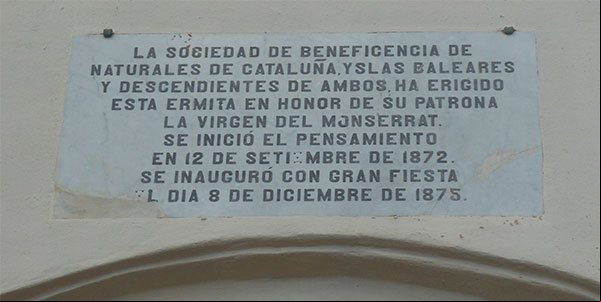 LA SOCIEDAD DE BENEFICENCIA DE
NATURALES DE CATALUÑA, YSLAS BALEARES
Y DESCENDIENTES DE AMBOS, HA ERIGIDO
ESTA ERMITA EN HONOR DE SU PATRONA
LA VIRGEN DEL MONSERRAT.
SE INICIÓ EL PENSAMIENTO
EN 12 DE SETIEMBRE DE 1872.
SE INAUGURÓ CON GRAN FIESTA
EL DIA 8 DE DICIEMBRE DE 1875.